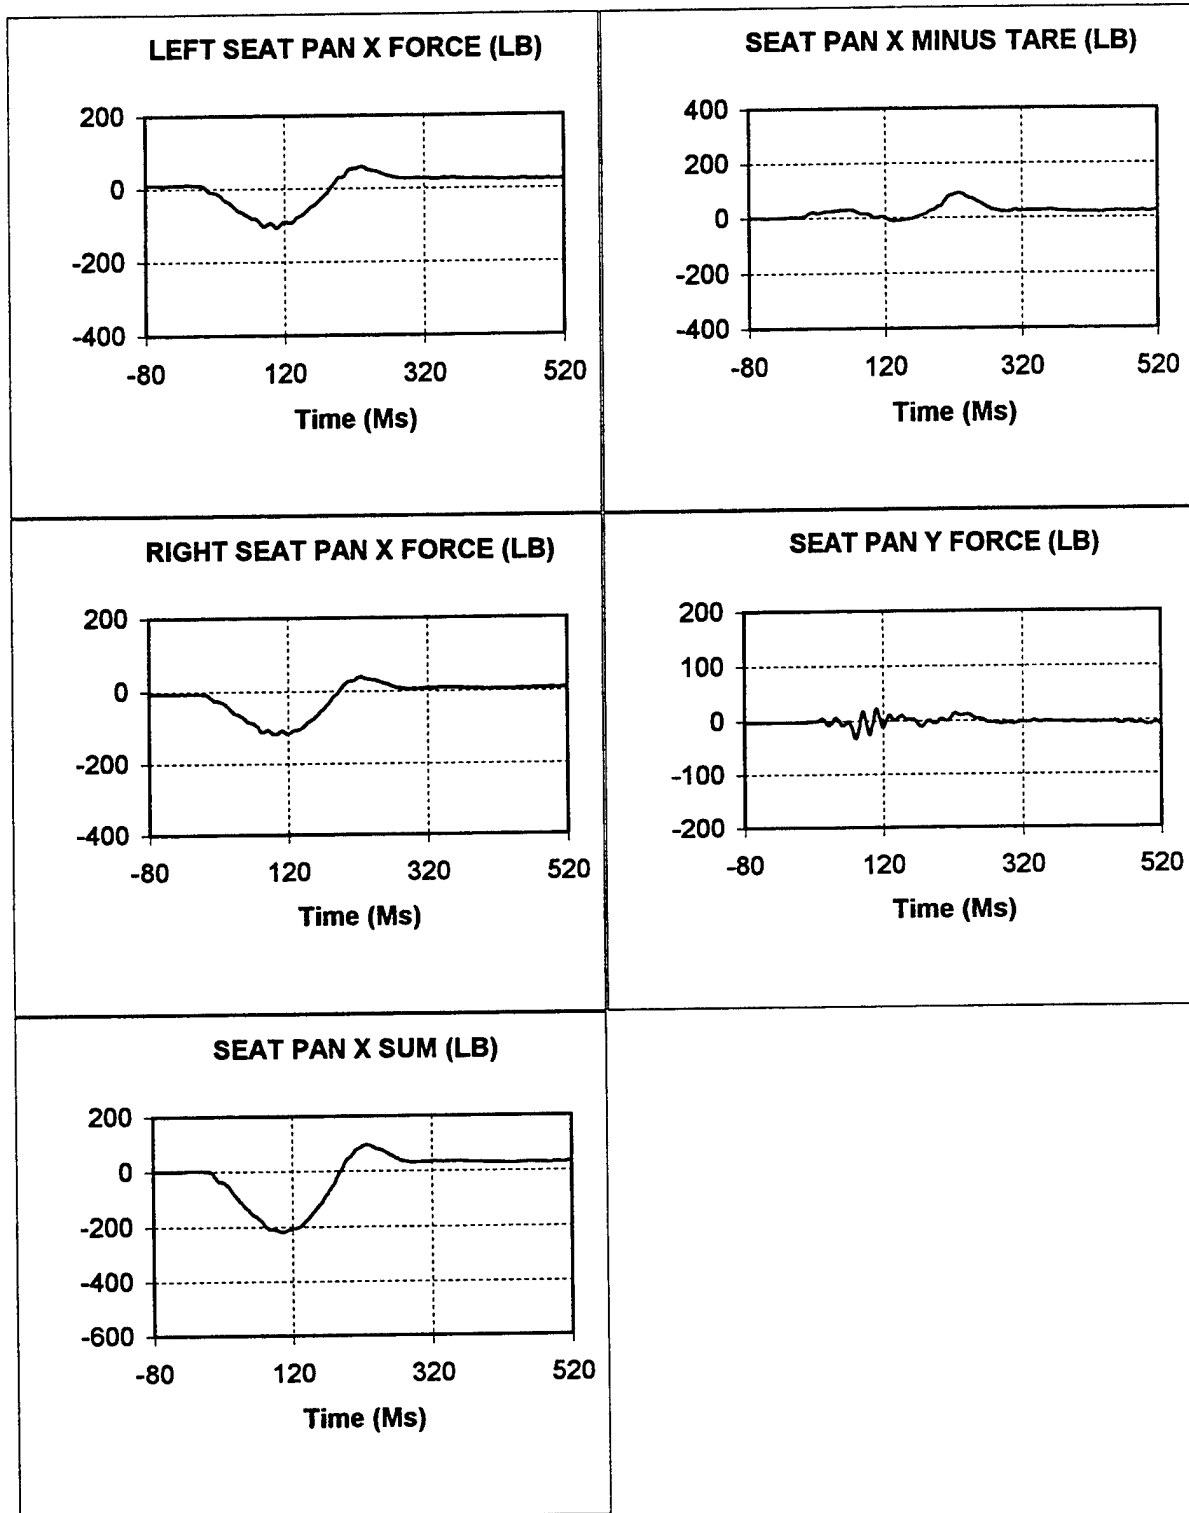 LEFT SEAT PAN X FORCE (LB)
200
0
-200
-400
-80 120 320 520
Time (Ms)
SEAT PAN X MINUS TARE (LB)
400
200
0
-200
-400
-80 120 320 520
Time (Ms)
RIGHT SEAT PAN X FORCE (LB)
200
0
-200
-400
-80 120 320 520
Time (Ms)
SEAT PAN Y FORCE (LB)
200
100
0
-100
-200
-80 120 320 520
Time (Ms)
SEAT PAN X SUM (LB)
200
0
-200
-400
-600
-80 120 320 520
Time (Ms)